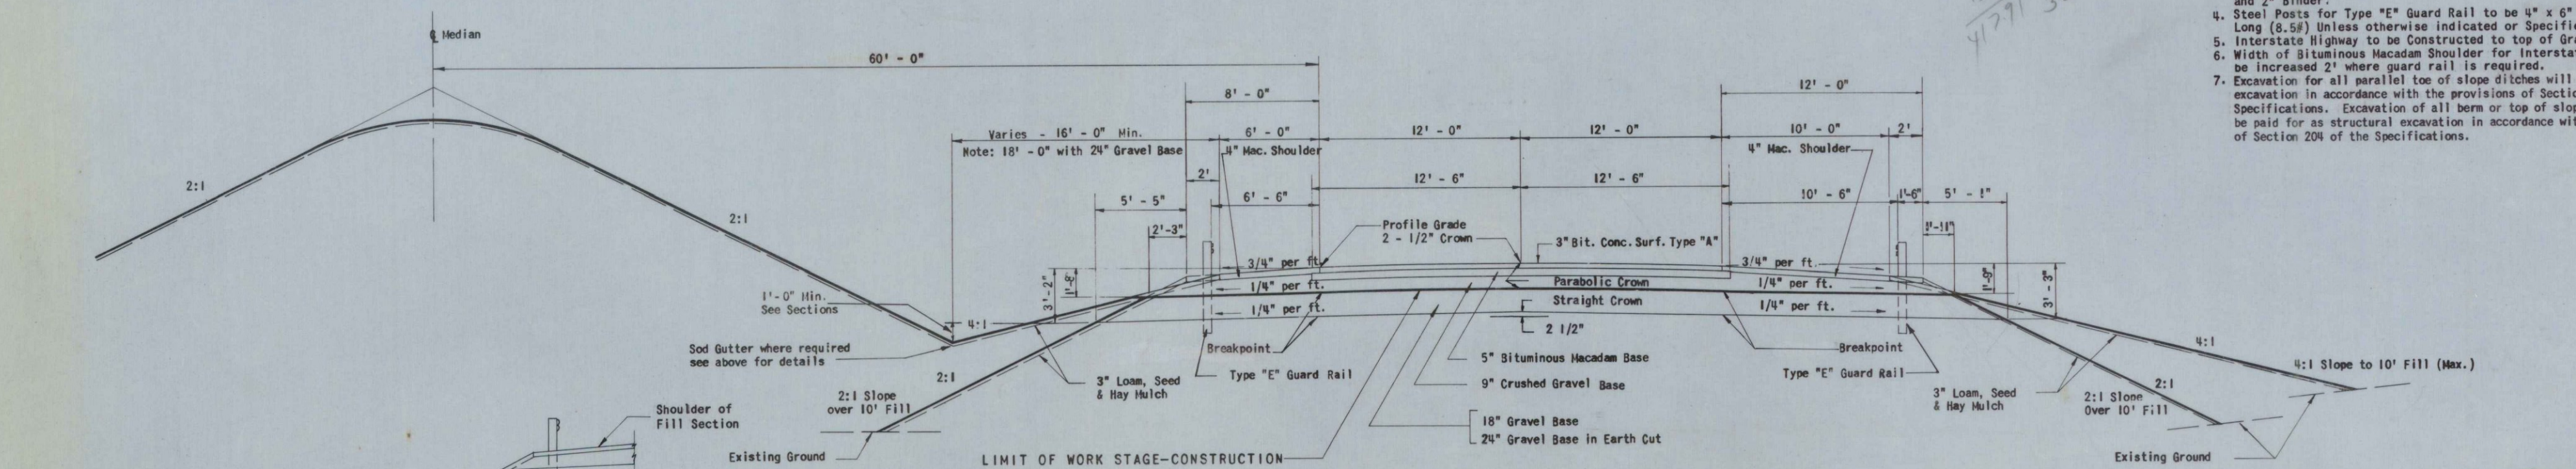 and 2" Binder.
4. Steel Posts for Type "E" Guard Rail to be 4" x 6"
Long (8.5#) Unless otherwise indicated or Specifi
5. Interstate Highway to be Constructed to top of Gr
6. Width of Bituminous Macadam Shoulder for Intersta
be increased 2' where guard rail is required.
7. Excavation for all parallel toe of slope ditches will
excavation in accordance with the provisions of Sectio
Specifications. Excavation of all berm or top of slop
be paid for as structural excavation in accordance wit
of Section 204 of the Specifications.
℄ Median
60' - 0"
8' - 0"
12' - 0"
Varies - 16' - 0" Min.
6' - 0"
12' - 0"
12' - 0"
10' - 0"
2'
Note: 18' - 0" with 24" Gravel Base
4" Mac. Shoulder
4" Mac. Shoulder
2'
12' - 6"
12' - 6"
2:1
5' - 5"
6' - 6"
10' - 6"
1'-6"
5' - 1"
2:1
2'-3"
Profile Grade
2 - 1/2" Crown
3" Bit. Conc. Surf. Type "A"
1'-11"
3/4" per ft.
3/4" per ft.
3'-2"
1'-8"
1/4" per ft.
Parabolic Crown
1/4" per ft.
1'-9"
3' - 3"
1'-0" Min.
See Sections
4:1
1/4" per ft.
Straight Crown
1/4" per ft.
2 1/2"
Sod Gutter where required
see above for details
Breakpoint
5" Bituminous Macadam Base
Breakpoint
4:1
2:1
3" Loam, Seed
& Hay Mulch
Type "E" Guard Rail
9" Crushed Gravel Base
Type "E" Guard Rail
4:1 Slope to 10' Fill (Max.)
2:1 Slope
over 10' Fill
3" Loam, Seed
& Hay Mulch
2:1
2:1 Slope
Over 10' Fill
Shoulder of
Fill Section
18" Gravel Base
24" Gravel Base in Earth Cut
Existing Ground
LIMIT OF WORK STAGE-CONSTRUCTION
Existing Ground